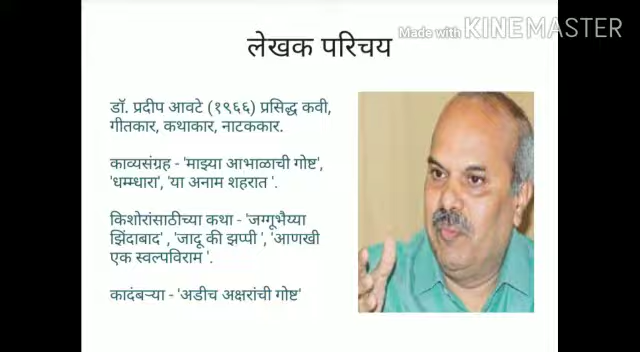 Made with KINEMASTER
लेखक परिचय
डॉ. प्रदीप आवटे (१९६६) प्रसिद्ध कवी,
गीतकार, कथाकार, नाटककार.
काव्यसंग्रह - 'माझ्या आभाळाची गोष्ट',
'धम्मधारा', 'या अनाम शहरात '.
किशोरांसाठीच्या कथा - 'जग्गूभैय्या
झिंदाबाद' , 'जादू की झप्पी ', 'आणखी
एक स्वल्पविराम '.
कादंबऱ्या - 'अडीच अक्षरांची गोष्ट'